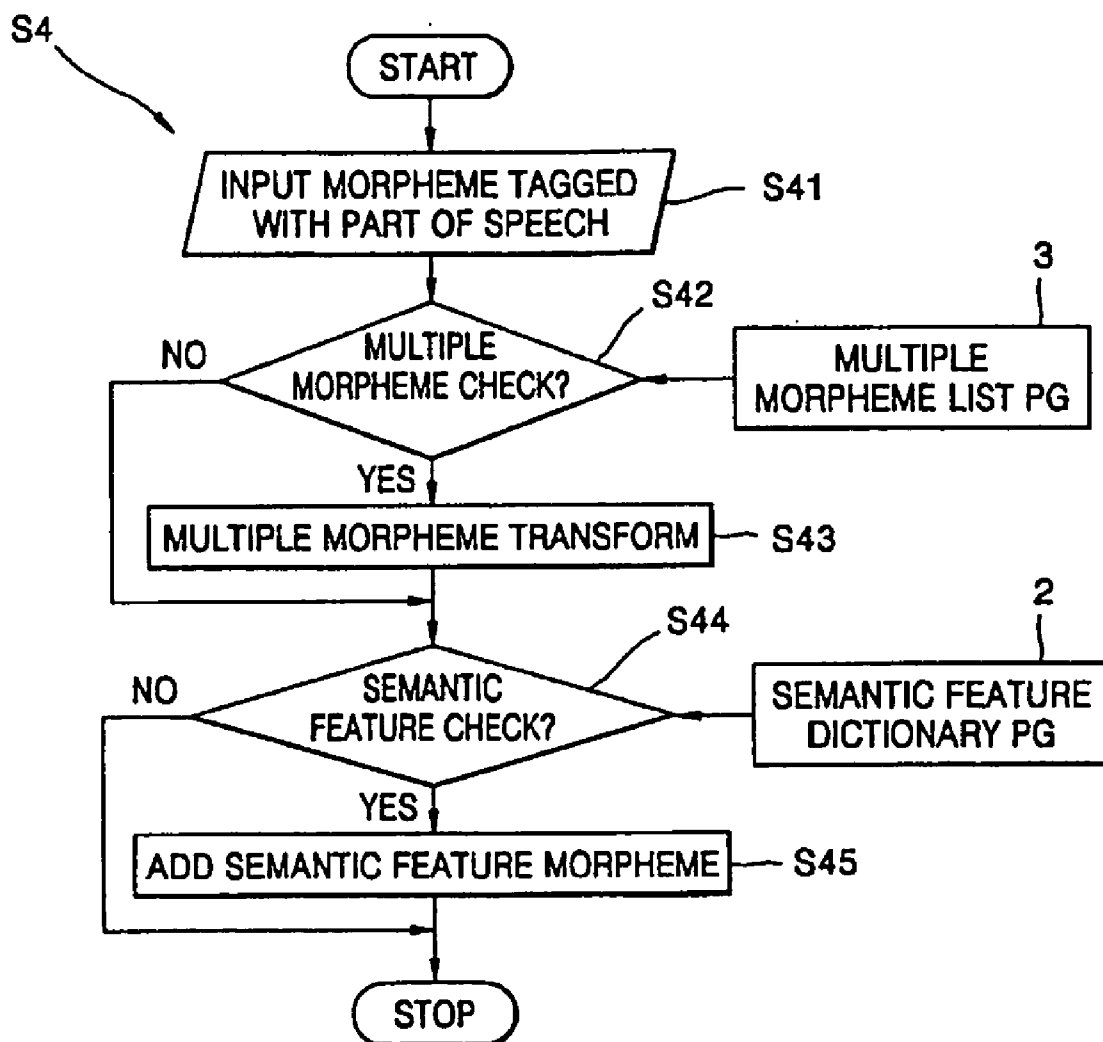 S4
START
INPUT MORPHEME TAGGED
WITH PART OF SPEECH
S41
3
S42
NO
MULTIPLE
MORPHEME CHECK?
MULTIPLE
MORPHEME LIST PG
YES
MULTIPLE MORPHEME TRANSFORM
S43
2
S44
NO
SEMANTIC
FEATURE CHECK?
SEMANTIC FEATURE
DICTIONARY PG
YES
ADD SEMANTIC FEATURE MORPHEME
S45
STOP